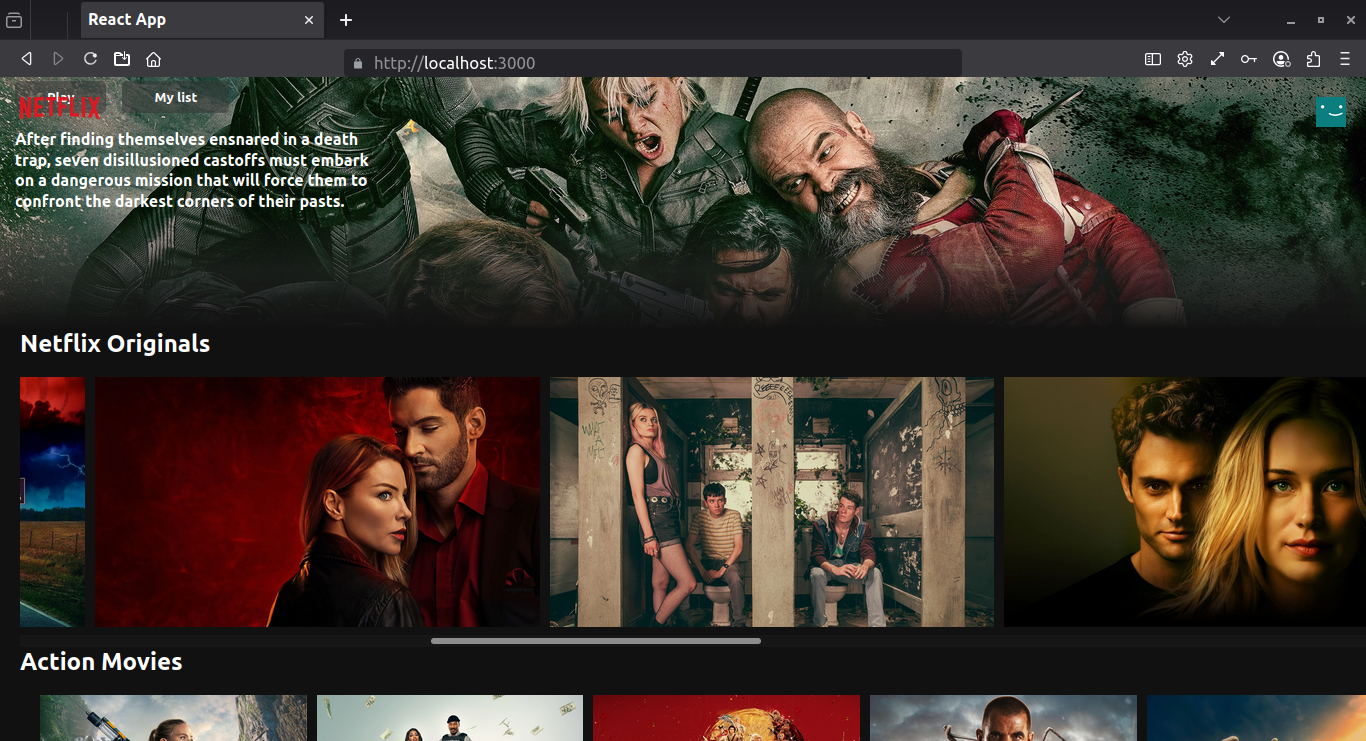 React App
http://localhost:3000
Play
My list
NETFLIX
After finding themselves ensnared in a death
trap, seven disillusioned castoffs must embark
on a dangerous mission that will force them to
confront the darkest corners of their pasts.
Netflix Originals
Action Movies